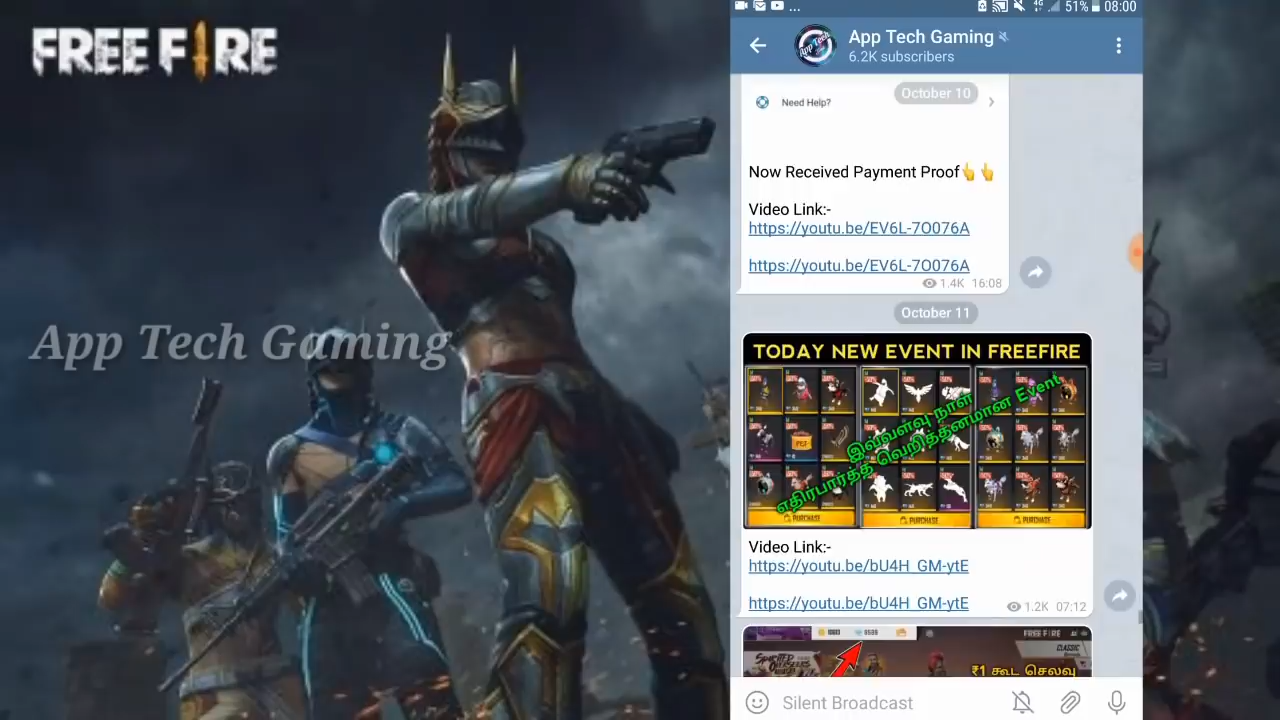 FREE FIRE
App Tech Gaming
... 4G 51% 08:00
App Tech Gaming
6.2K subscribers
October 10
Need Help?
Now Received Payment Proof👆👆
Video Link:-
https://youtu.be/EV6L-7O076A
https://youtu.be/EV6L-7O076A
1.4K 16:08
October 11
TODAY NEW EVENT IN FREEFIRE
இவ்வளவு நாள்
எதிர்பார்த்த வெறித்தனமான Event
PURCHASE PURCHASE PURCHASE
Video Link:-
https://youtu.be/bU4H_GM-ytE
https://youtu.be/bU4H_GM-ytE
1.2K 07:12
FREE FIRE
CLASSIC
₹1 கூட செலவு
Silent Broadcast